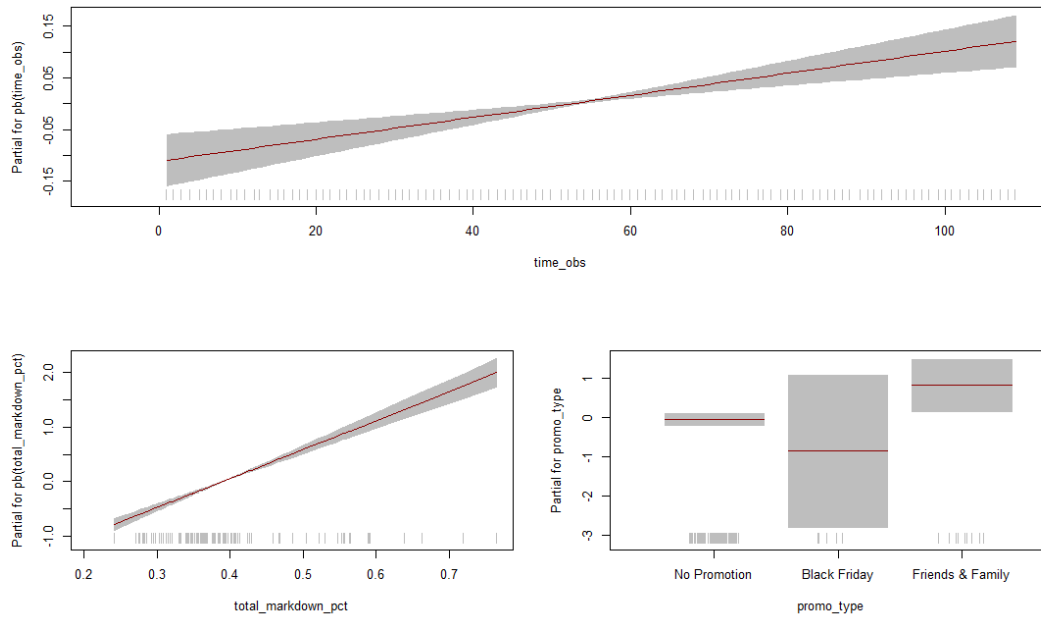 Partial for pb(time_obs)
0.15
0.05
-0.05
-0.15
0 20 40 60 80 100
time_obs
Partial for pb(total_markdown_pct)
2.0
1.0
0.0
-1.0
0.2 0.3 0.4 0.5 0.6 0.7
total_markdown_pct
Partial for promo_type
1
0
-1
-2
-3
No Promotion Black Friday Friends & Family
promo_type